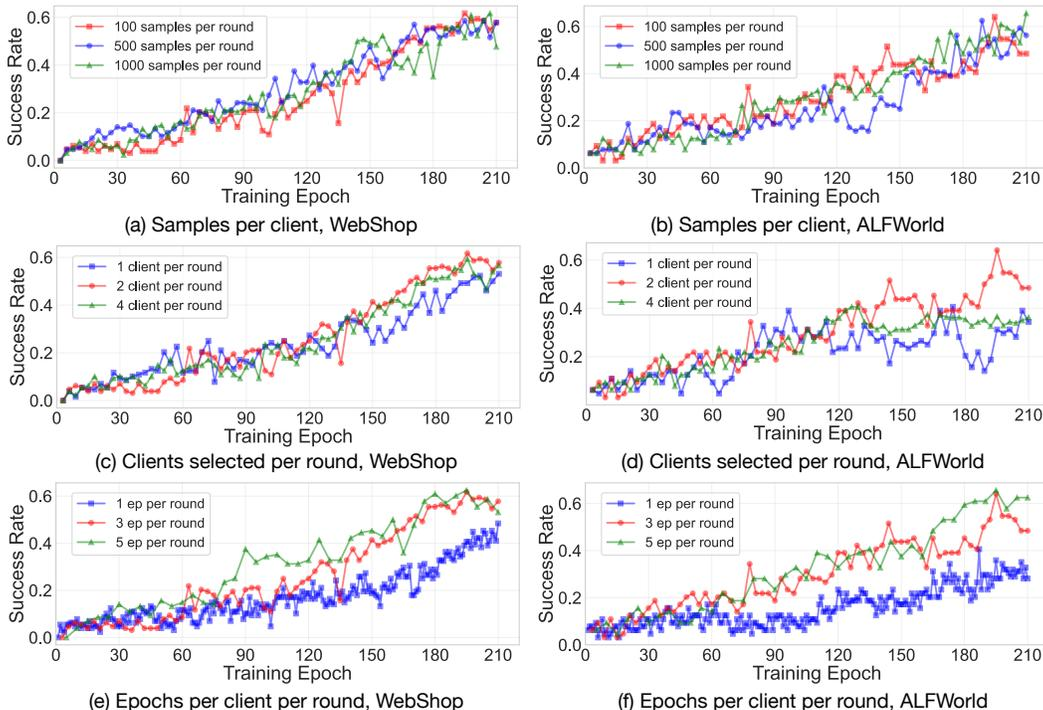 Success Rate
0.6
0.4
0.2
0.0
100 samples per round
500 samples per round
1000 samples per round
0 30 60 90 120 150 180 210
Training Epoch
(a) Samples per client, WebShop
Success Rate
0.6
0.4
0.2
0.0
100 samples per round
500 samples per round
1000 samples per round
0 30 60 90 120 150 180 210
Training Epoch
(b) Samples per client, ALFWorld
Success Rate
0.6
0.4
0.2
0.0
1 client per round
2 client per round
4 client per round
0 30 60 90 120 150 180 210
Training Epoch
(c) Clients selected per round, WebShop
Success Rate
0.6
0.4
0.2
1 client per round
2 client per round
4 client per round
0 30 60 90 120 150 180 210
Training Epoch
(d) Clients selected per round, ALFWorld
Success Rate
0.6
0.4
0.2
0.0
1 ep per round
3 ep per round
5 ep per round
0 30 60 90 120 150 180 210
Training Epoch
(e) Epochs per client per round, WebShop
Success Rate
0.6
0.4
0.2
0.0
1 ep per round
3 ep per round
5 ep per round
0 30 60 90 120 150 180 210
Training Epoch
(f) Epochs per client per round, ALFWorld